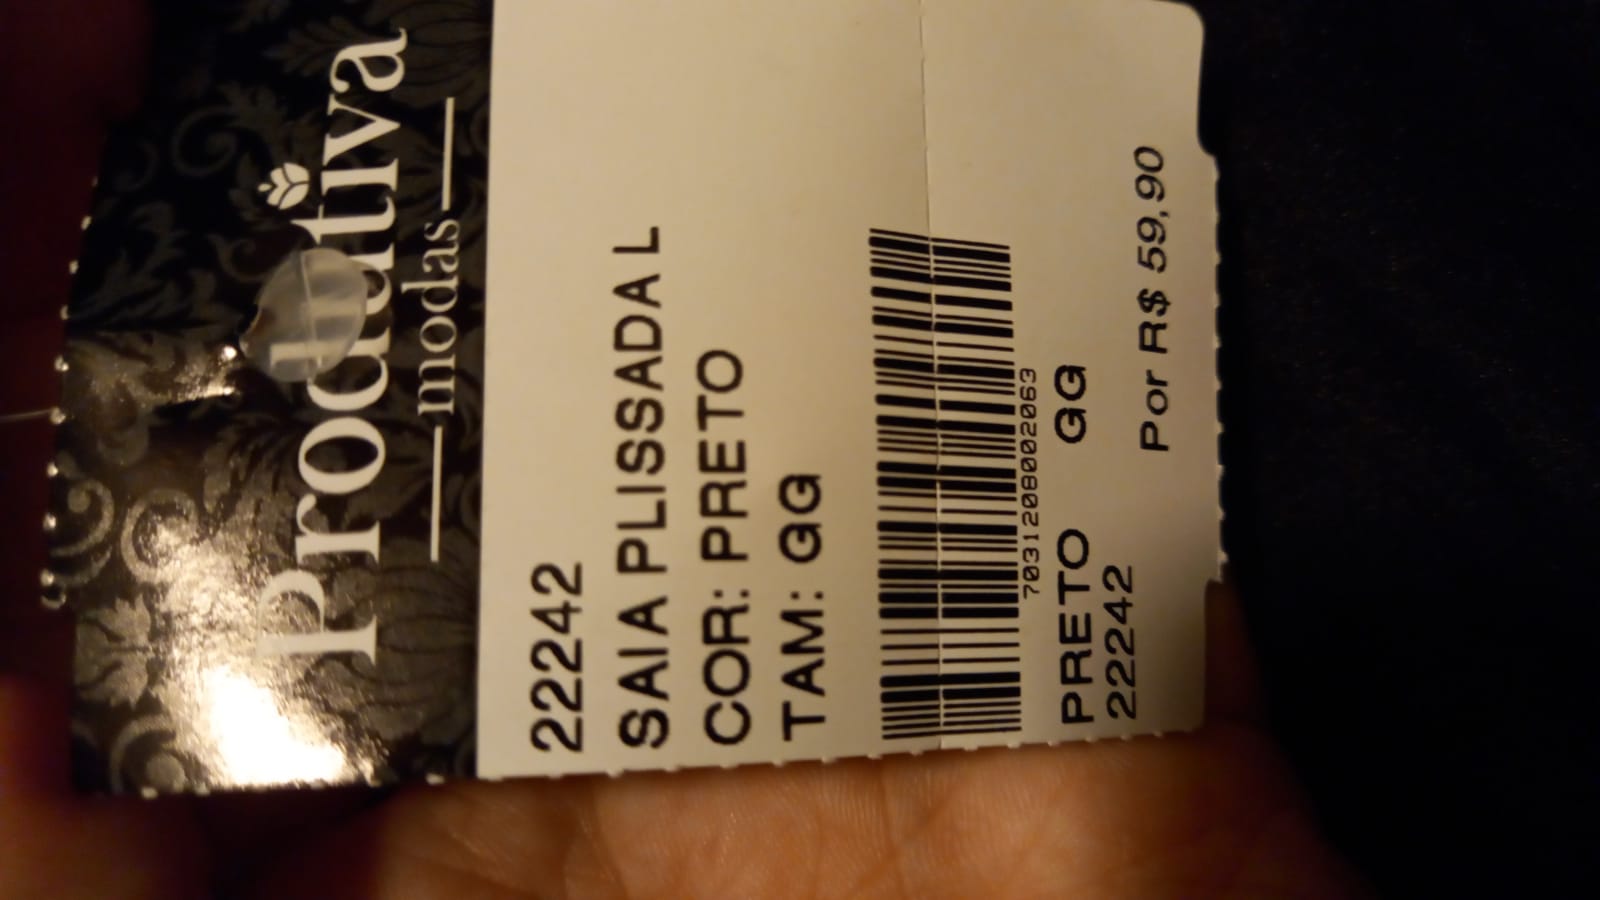 Produtiva
modas
22242
SAIA PLISSADA L
COR: PRETO
TAM: GG
7031208002063
PRETO GG
22242
Por R$ 59,90